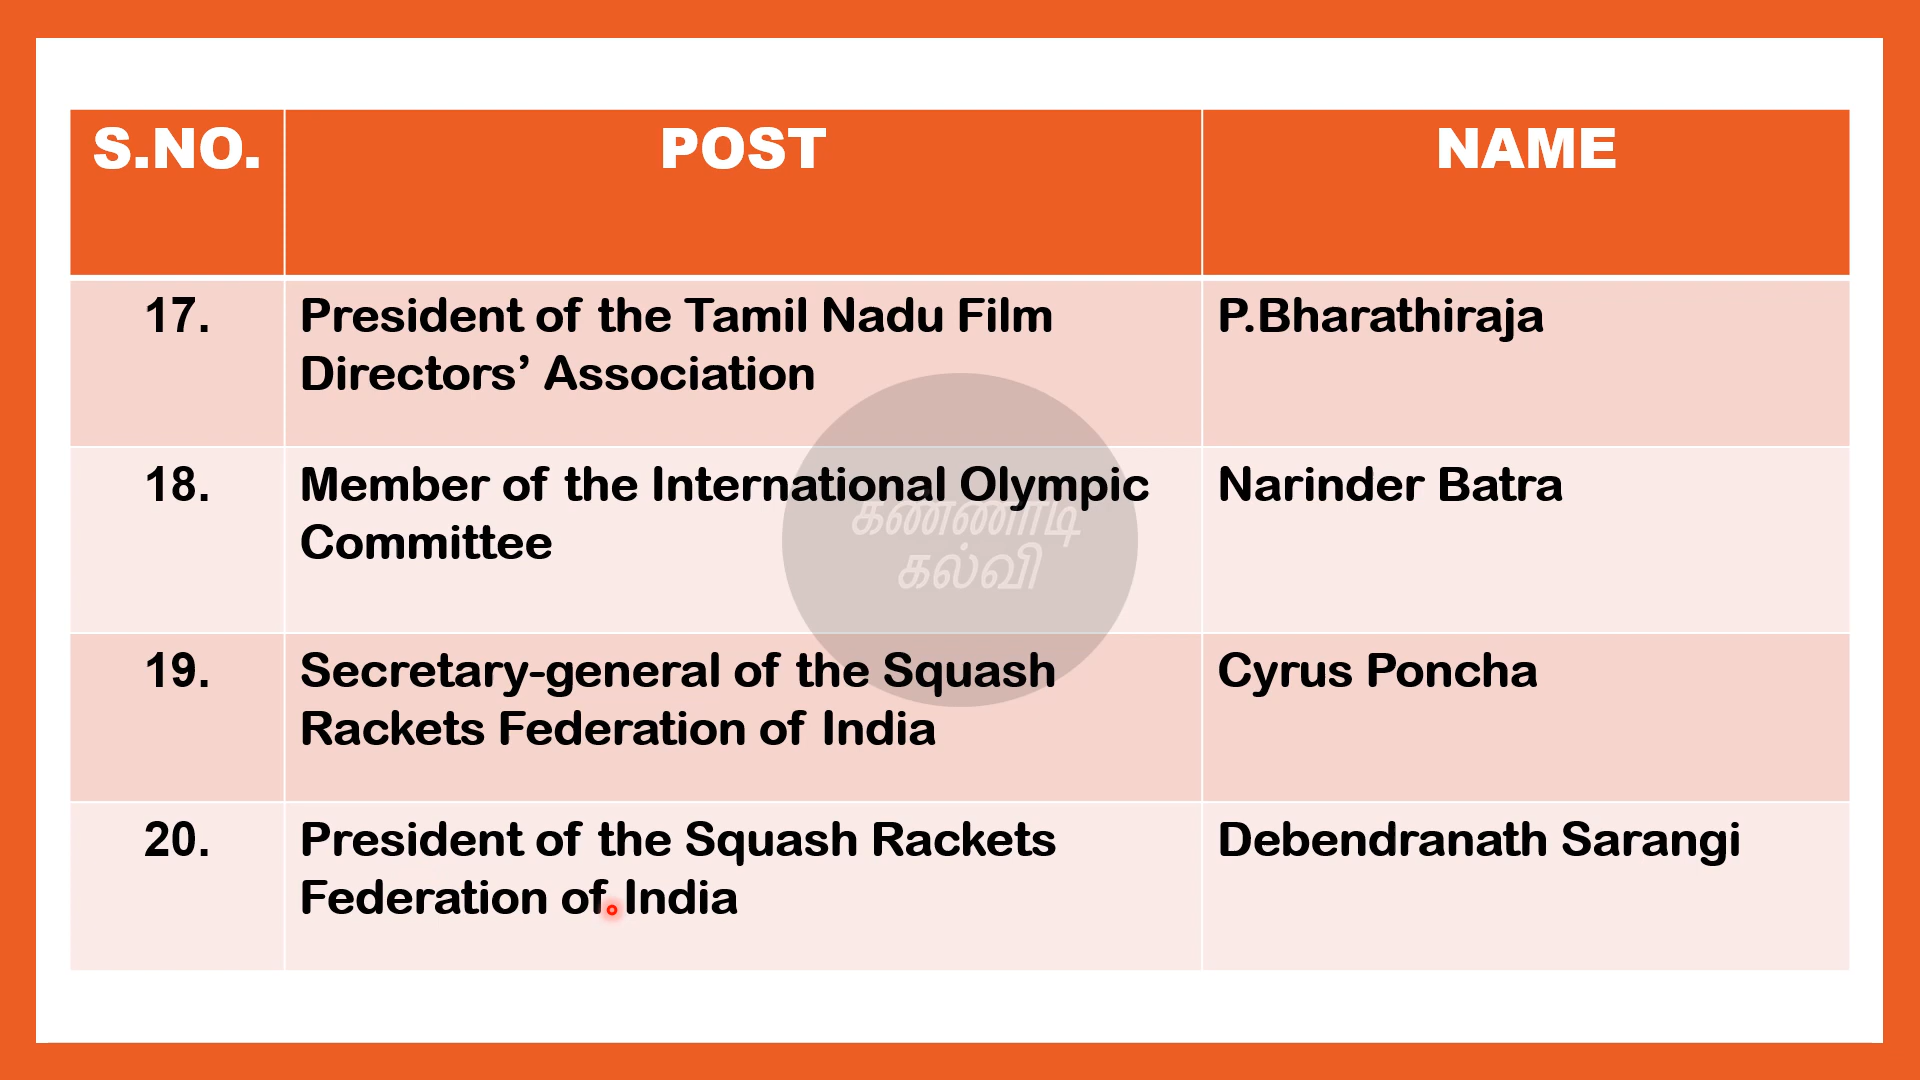 S.NO. POST NAME
17. President of the Tamil Nadu Film P.Bharathiraja
Directors’ Association
18. Member of the International Olympic Narinder Batra
Committee
கண்ணாடி
கல்வி
19. Secretary-general of the Squash Cyrus Poncha
Rackets Federation of India
20. President of the Squash Rackets Debendranath Sarangi
Federation of India